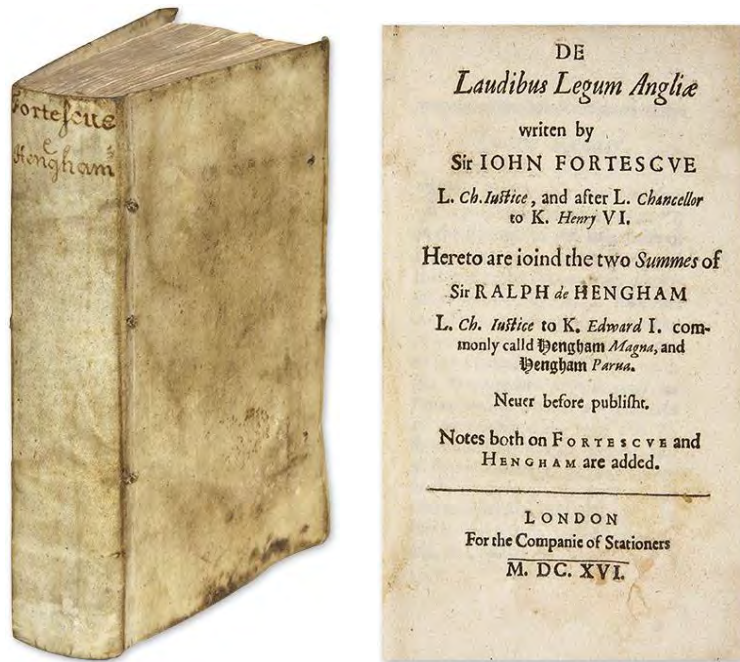 Fortescue
&
Hengham
DE
Laudibus Legum Angliæ
writen by
Sir IOHN FORTESCVE
L. Ch. Iustice, and after L. Chancellor
to K. Henry VI.
Hereto are ioind the two Summes of
Sir RALPH de HENGHAM
L. Ch. Iustice to K. Edward I. com-
monly calld Hengham Magna, and
Hengham Parua.
Neuer before publisht.
Notes both on FORTESCVE and
HENGHAM are added.
LONDON
For the Companie of Stationers
M. DC. XVI.